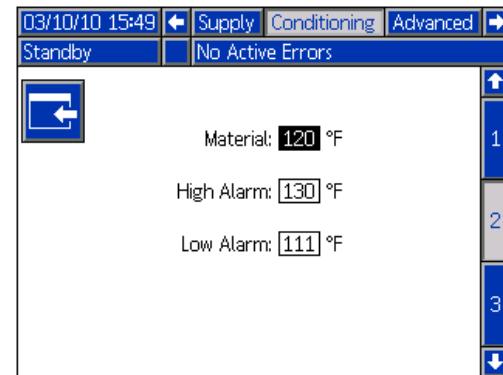 03/10/10 15:49 Supply Conditioning Advanced
Standby No Active Errors
1
Material: 120 °F
High Alarm: 130 °F
2
Low Alarm: 111 °F
3